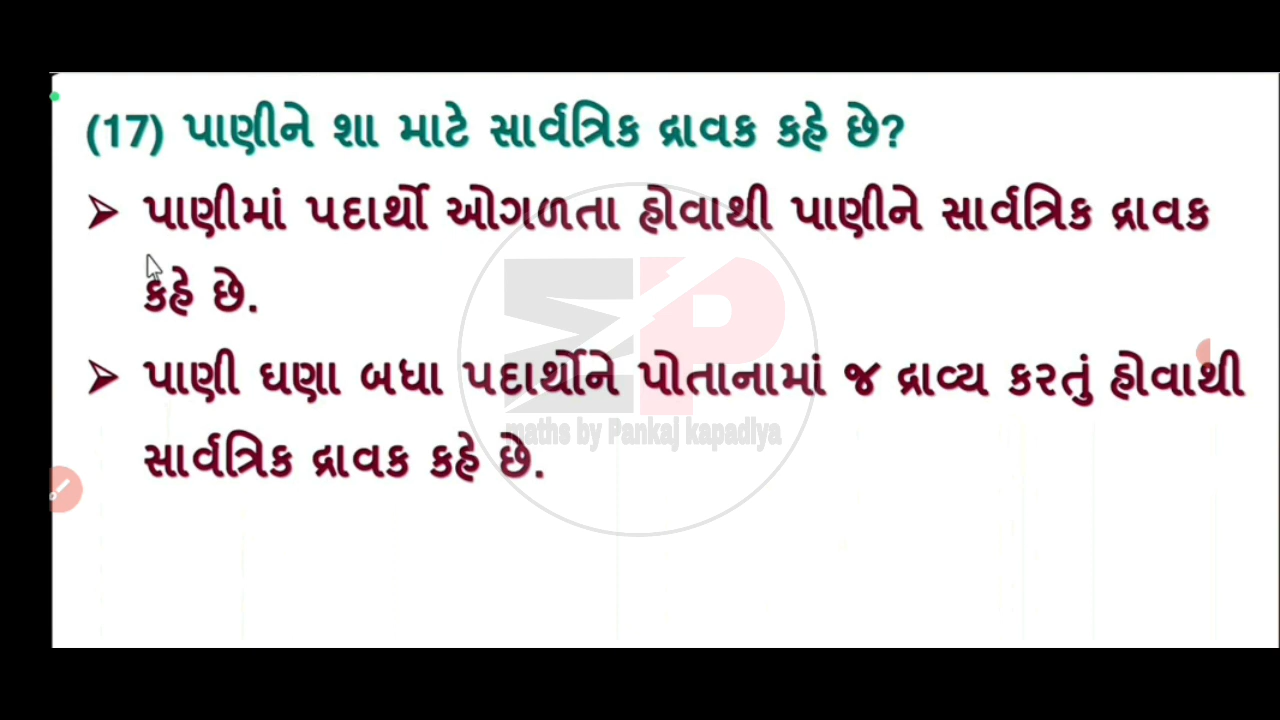 (17) પાણીને શા માટે સાર્વત્રિક દ્રાવક કહે છે?
➢ પાણીમાં પદાર્થો ઓગળતા હોવાથી પાણીને સાર્વત્રિક દ્રાવક
કહે છે.
➢ પાણી ઘણા બધા પદાર્થોને પોતાનામાં જ દ્રાવ્ય કરતું હોવાથી
maths by Pankaj kapadiya
સાર્વત્રિક દ્રાવક કહે છે.